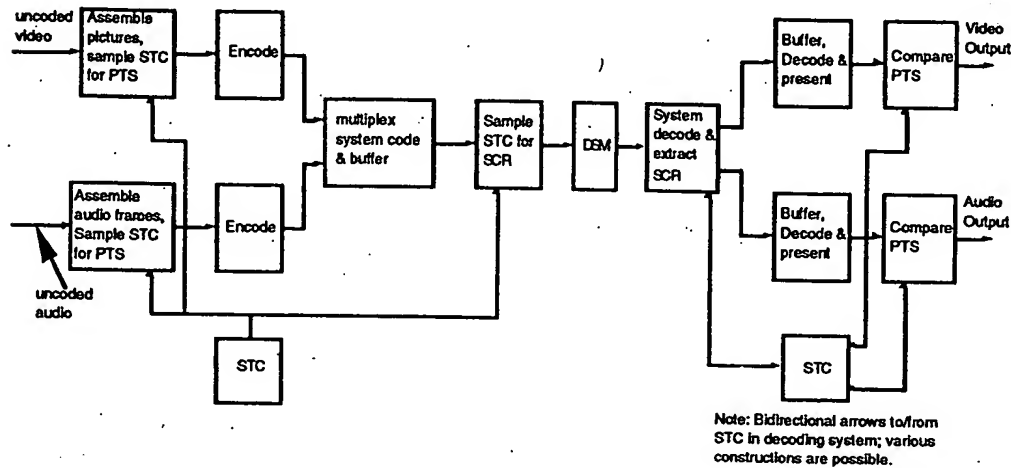 uncoded
video
Assemble
pictures,
sample STC
for PTS
Encode
multiplex
system code
& buffer
Sample
STC for
SCR
DSM
System
decode &
extract
SCR
Buffer,
Decode &
present
Compare
PTS
Video
Output
Assemble
audio frames,
Sample STC
for PTS
Encode
uncoded
audio
STC
Buffer,
Decode &
present
Compare
PTS
Audio
Output
STC
Note: Bidirectional arrows to/from
STC in decoding system; various
constructions are possible.